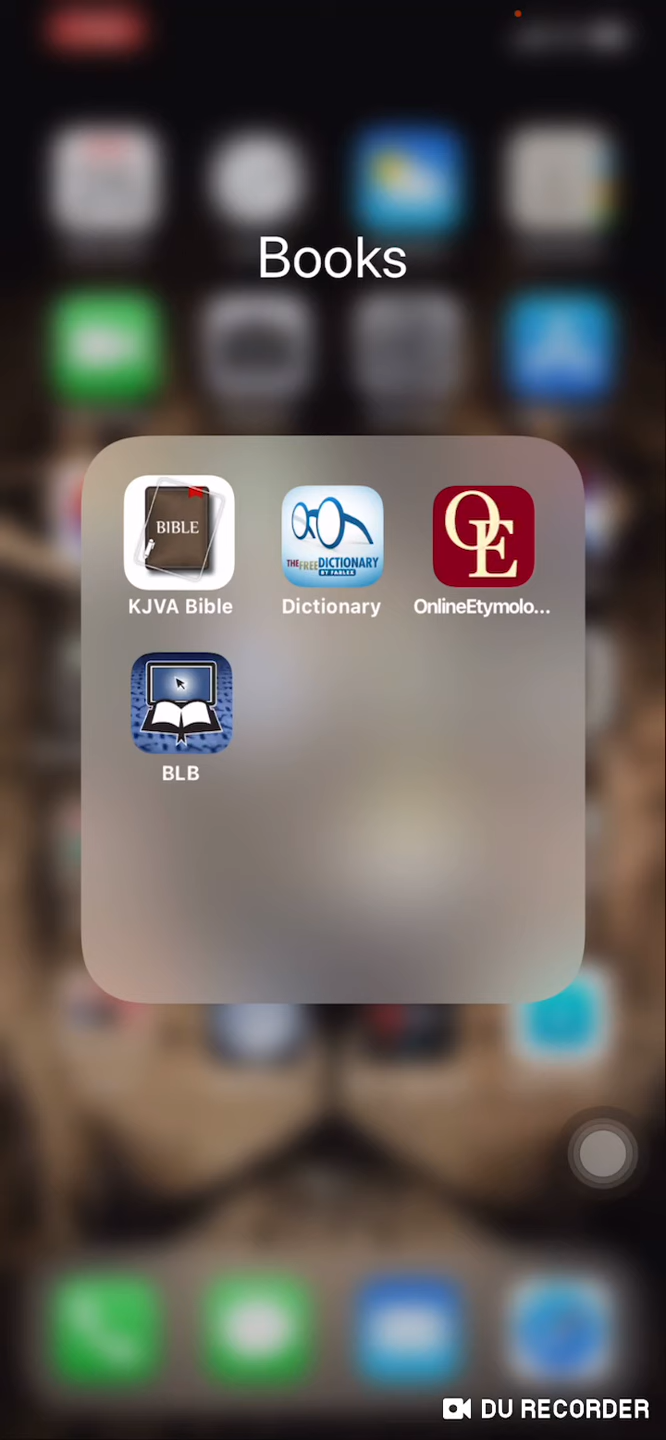 Books
BIBLE
THE FREE DICTIONARY
BY FARLEX
OE
KJVA Bible
Dictionary
OnlineEtymolo...
BLB
DU RECORDER